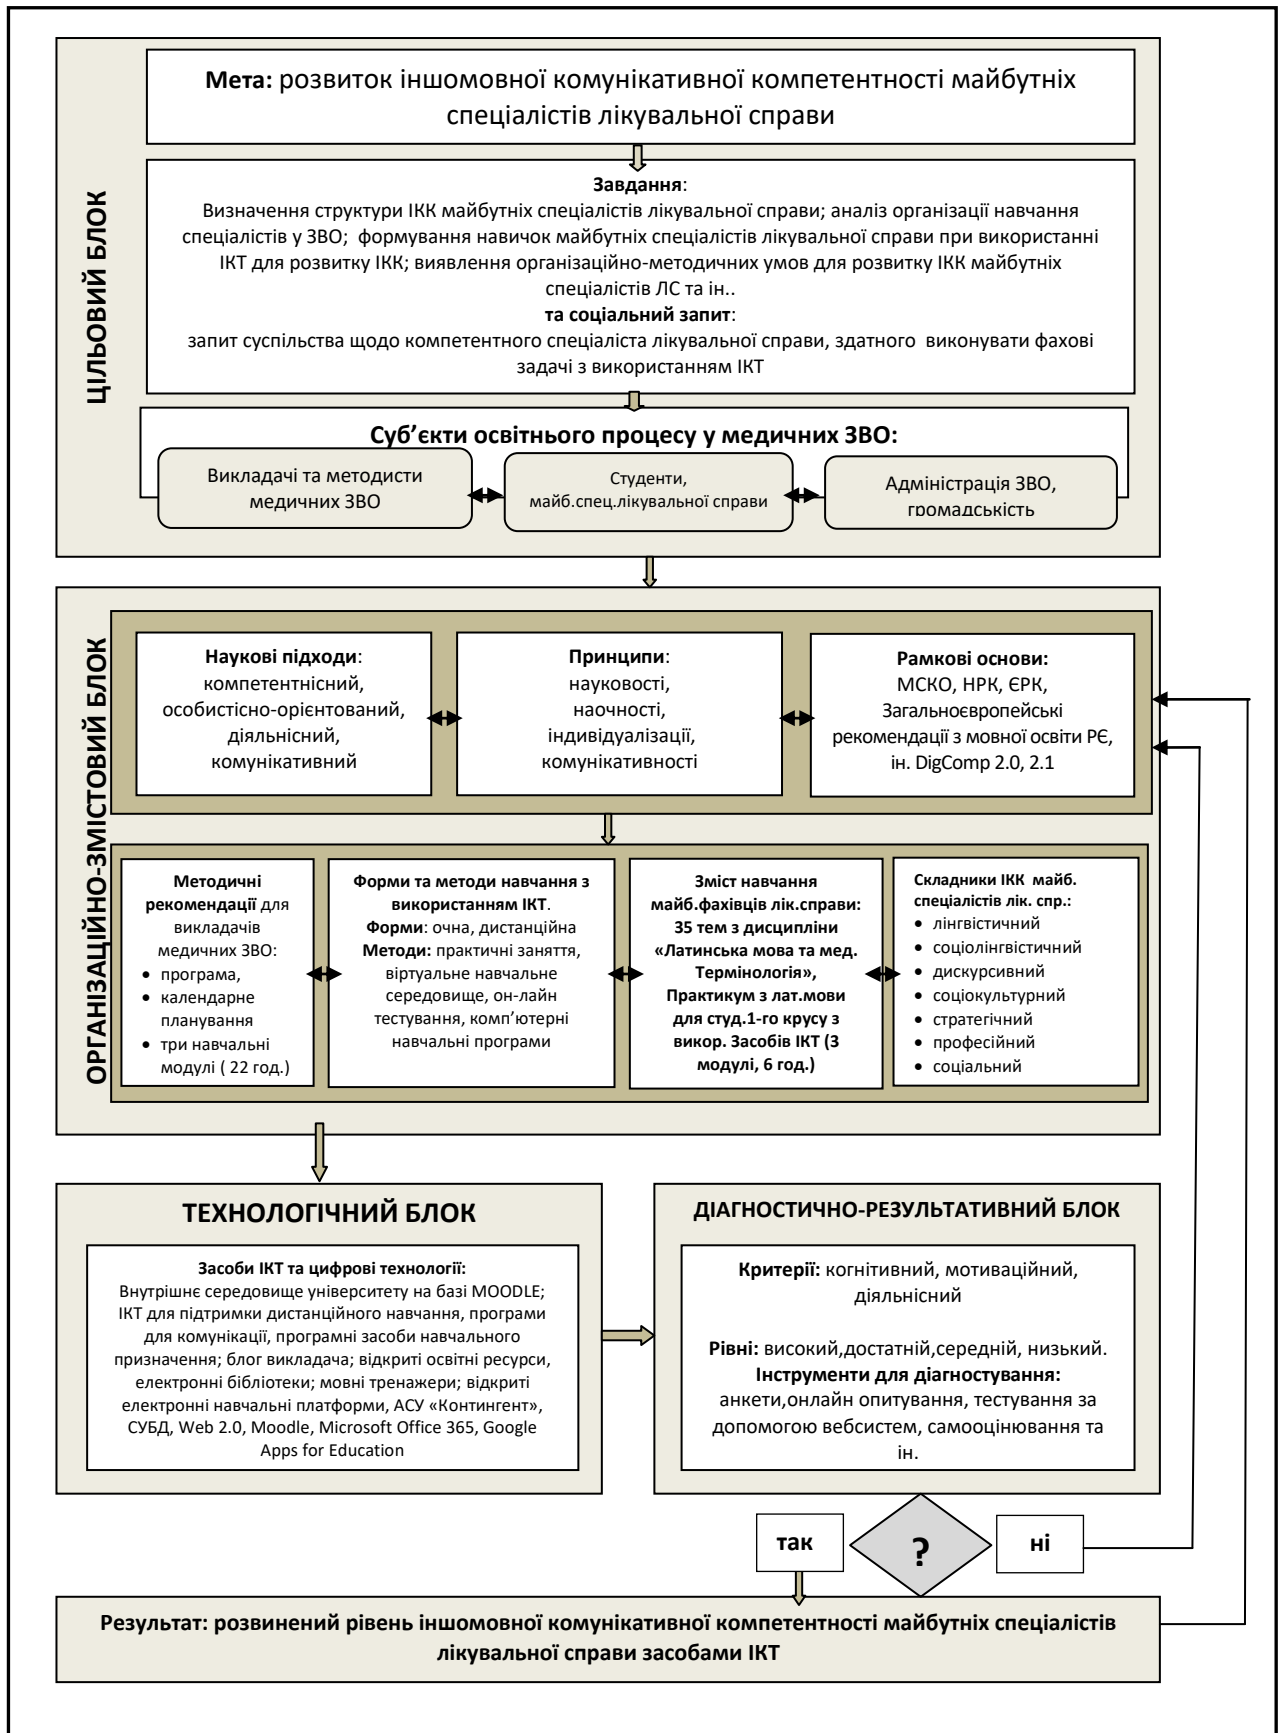 Мета: розвиток іншомовної комунікативної компетентності майбутніх
спеціалістів лікувальної справи
ЦІЛЬОВИЙ БЛОК
Завдання:
Визначення структури ІКК майбутніх спеціалістів лікувальної справи; аналіз організації навчання
спеціалістів у ЗВО; формування навичок майбутніх спеціалістів лікувальної справи при використанні
ІКТ для розвитку ІКК; виявлення організаційно-методичних умов для розвитку ІКК майбутніх
спеціалістів ЛС та ін..
та соціальний запит:
запит суспільства щодо компетентного спеціаліста лікувальної справи, здатного виконувати фахові
задачі з використанням ІКТ
Суб’єкти освітнього процесу у медичних ЗВО:
Викладачі та методисти
медичних ЗВО
Студенти,
майб.спец.лікувальної справи
Адміністрація ЗВО,
громадськість
ОРГАНІЗАЦІЙНО-ЗМІСТОВИЙ БЛОК
Наукові підходи:
компетентнісний,
особистісно-орієнтований,
діяльнісний,
комунікативний
Принципи:
науковості,
наочності,
індивідуалізації,
комунікативності
Рамкові основи:
МСКО, НРК, ЄРК,
Загальноєвропейські
рекомендації з мовної освіти РЄ,
ін. DigComp 2.0, 2.1
Методичні
рекомендації для
викладачів
медичних ЗВО:
• програма,
• календарне
планування
• три навчальні
модулі ( 22 год.)
Форми та методи навчання з
використанням ІКТ.
Форми: очна, дистанційна
Методи: практичні заняття,
віртуальне навчальне
середовище, он-лайн
тестування, комп’ютерні
навчальні програми
Зміст навчання
майб.фахівців лік.справи:
35 тем з дисципліни
«Латинська мова та мед.
Термінологія»,
Практикум з лат.мови
для студ.1-го крусу з
викор. Засобів ІКТ (3
модулі, 6 год.)
Складники ІКК майб.
спеціалістів лік. спр.:
• лінгвістичний
• соціолінгвістичний
• дискурсивний
• соціокультурний
• стратегічний
• професійний
• соціальний
ТЕХНОЛОГІЧНИЙ БЛОК
Засоби ІКТ та цифрові технології:
Внутрішнє середовище університету на базі MOODLE;
ІКТ для підтримки дистанційного навчання, програми
для комунікації, програмні засоби навчального
призначення; блог викладача; відкриті освітні ресурси,
електронні бібліотеки; мовні тренажери; відкриті
електронні навчальні платформи, АСУ «Контингент»,
СУБД, Web 2.0, Moodle, Microsoft Office 365, Google
Apps for Education
ДІАГНОСТИЧНО-РЕЗУЛЬТАТИВНИЙ БЛОК
Критерії: когнітивний, мотиваційний,
діяльнісний
Рівні: високий,достатній,середній, низький.
Інструменти для діагностування:
анкети,онлайн опитування, тестування за
допомогою вебсистем, самооцінювання та
ін.
так
?
ні
Результат: розвинений рівень іншомовної комунікативної компетентності майбутніх спеціалістів
лікувальної справи засобами ІКТ